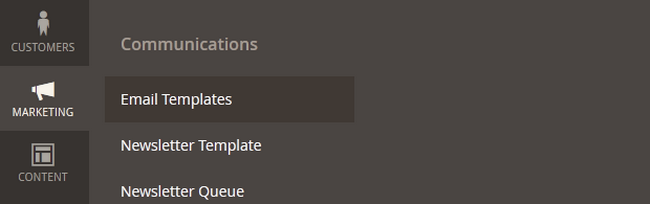 CUSTOMERS
MARKETING
CONTENT
Communications
Email Templates
Newsletter Template
Newsletter Queue